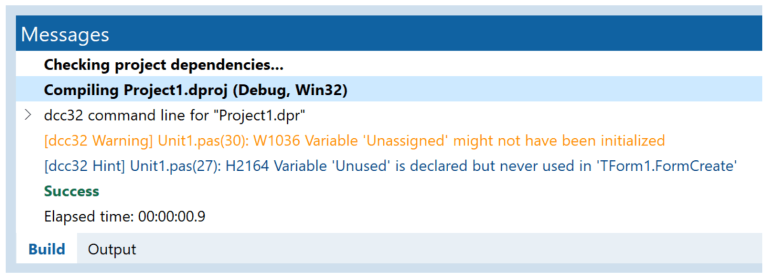 Messages
Checking project dependencies...
Compiling Project1.dproj (Debug, Win32)
dcc32 command line for "Project1.dpr"
[dcc32 Warning] Unit1.pas(30): W1036 Variable 'Unassigned' might not have been initialized
[dcc32 Hint] Unit1.pas(27): H2164 Variable 'Unused' is declared but never used in 'TForm1.FormCreate'
Success
Elapsed time: 00:00:00.9
Build Output